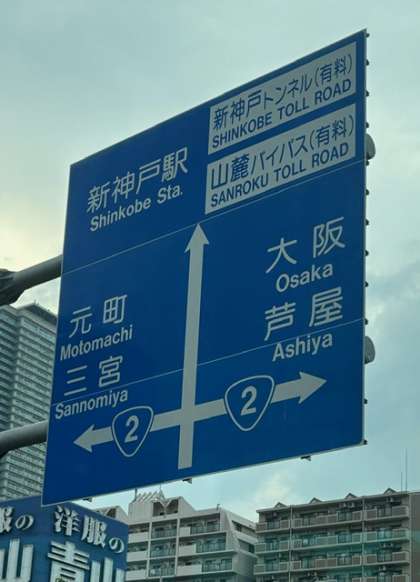 新神戸トンネル(有料)
SHINKOBE TOLL ROAD
山麓バイパス(有料)
SANROKU TOLL ROAD
新神戸駅
Shinkobe Sta.
元町
Motomachi
三宮
Sannomiya
大阪
Osaka
芦屋
Ashiya
2
2
洋服の
青山